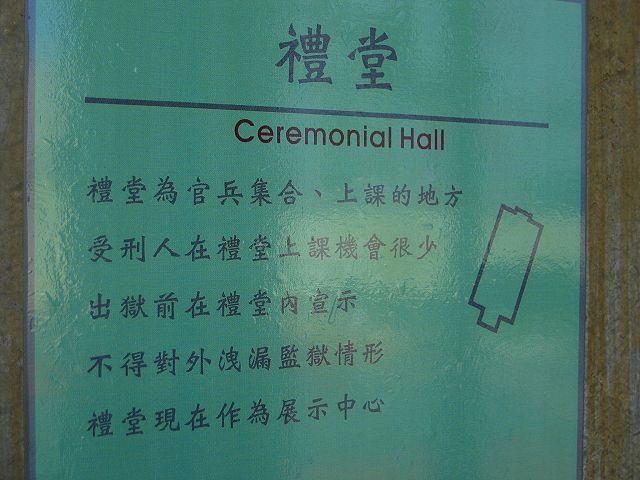 禮堂
Ceremonial Hall
禮堂為官兵集合、上課的地方
受刑人在禮堂上課機會很少
出獄前在禮堂內宣示
不得對外洩漏監獄情形
禮堂現在作為展示中心